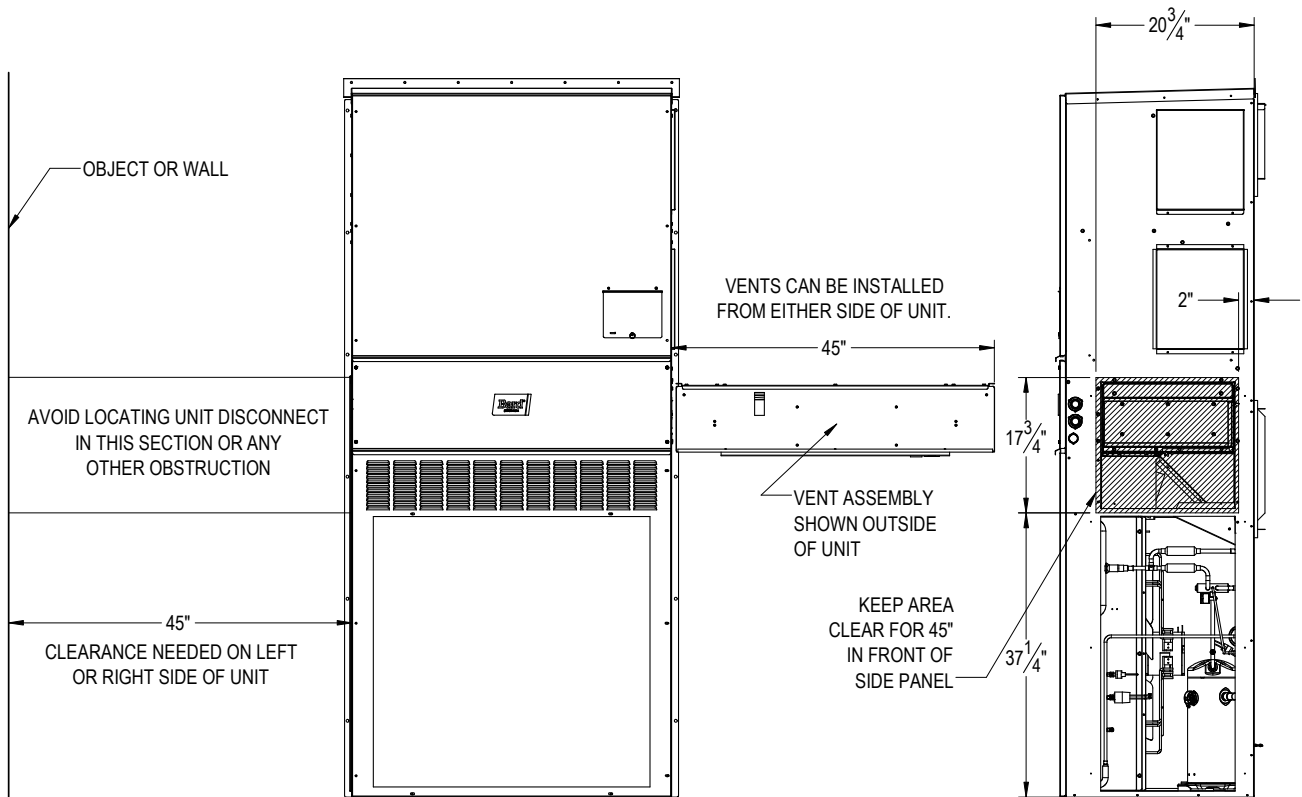 20 3/4"
OBJECT OR WALL
VENTS CAN BE INSTALLED
FROM EITHER SIDE OF UNIT.
2"
45"
Bard
AVOID LOCATING UNIT DISCONNECT
IN THIS SECTION OR ANY
OTHER OBSTRUCTION
17 3/4"
VENT ASSEMBLY
SHOWN OUTSIDE
OF UNIT
KEEP AREA
CLEAR FOR 45"
IN FRONT OF
SIDE PANEL
37 1/4"
45"
CLEARANCE NEEDED ON LEFT
OR RIGHT SIDE OF UNIT